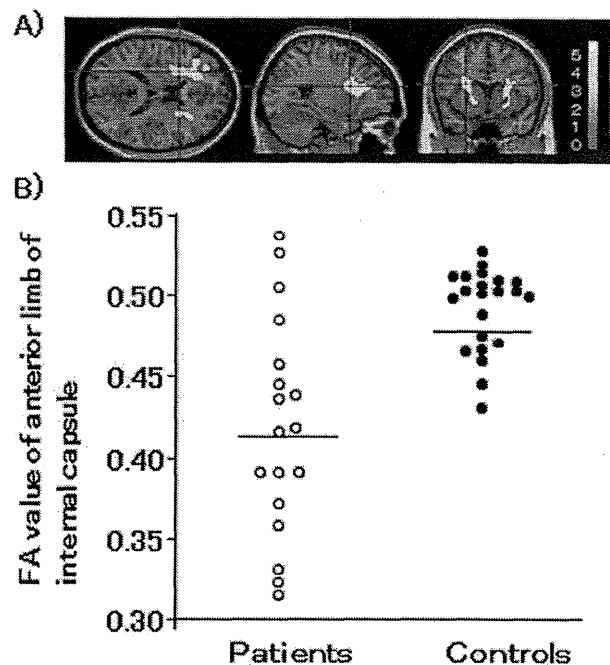 A)
5
4
3
2
1
0
B)
FA value of anterior limb of
internal capsule
0.55
0.50
0.45
0.40
0.35
0.30
Patients
Controls